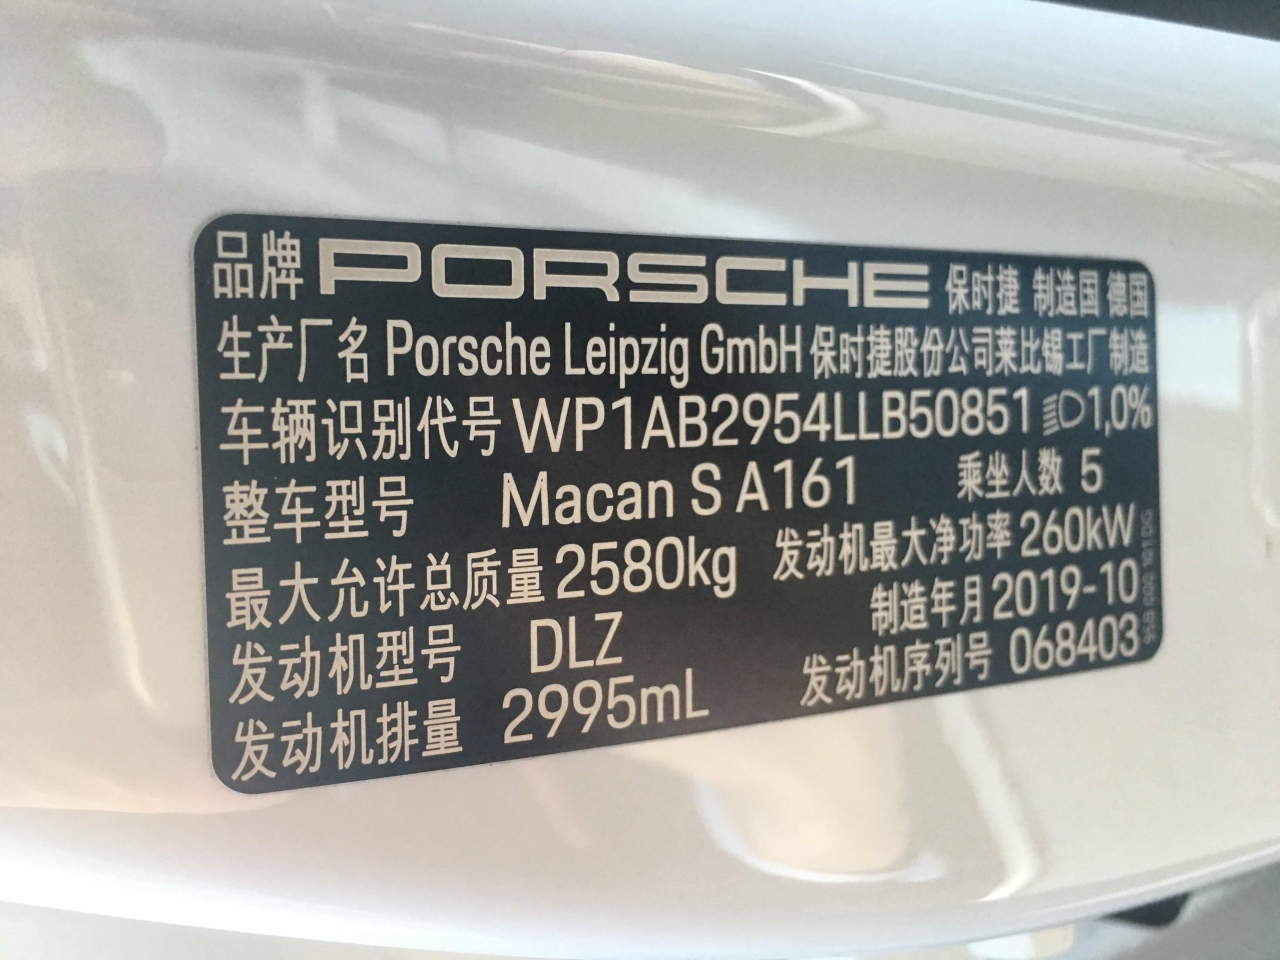 品牌 PORSCHE 保时捷 制造国 德国
生产厂名 Porsche Leipzig GmbH 保时捷股份公司莱比锡工厂制造
车辆识别代号 WP1AB2954LLB50851 1,0%
整车型号 Macan S A161 乘坐人数 5
最大允许总质量 2580kg 发动机最大净功率 260kW
发动机型号 DLZ 制造年月 2019-10
发动机排量 2995mL 发动机序列号 068403